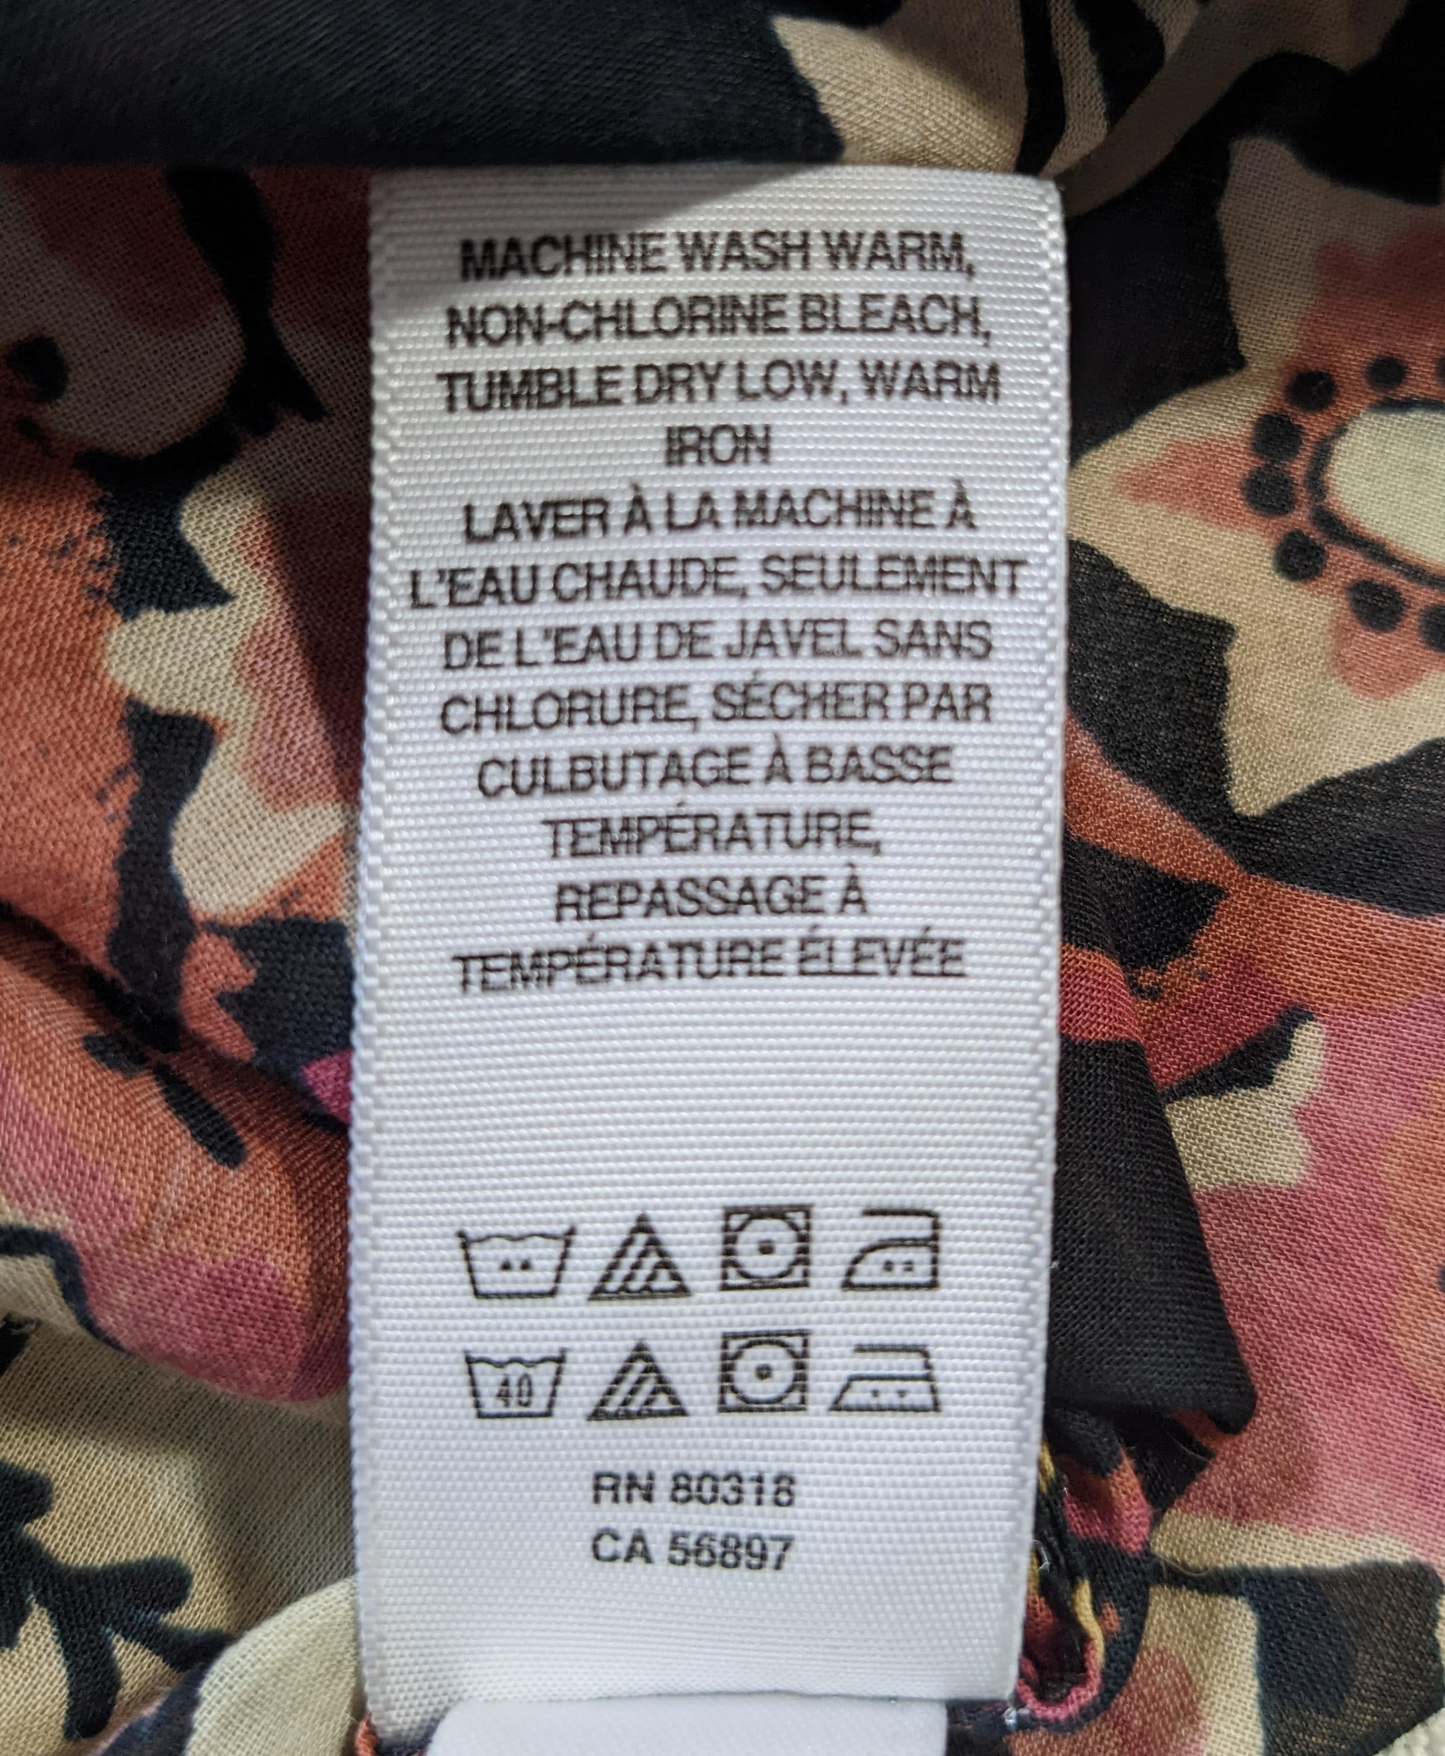 MACHINE WASH WARM,
NON-CHLORINE BLEACH,
TUMBLE DRY LOW, WARM
IRON
LAVER À LA MACHINE À
L'EAU CHAUDE, SEULEMENT
DE L'EAU DE JAVEL SANS
CHLORURE, SÉCHER PAR
CULBUTAGE À BASSE
TEMPÉRATURE,
REPASSAGE À
TEMPÉRATURE ÉLEVÉE
40
RN 80318
CA 56897